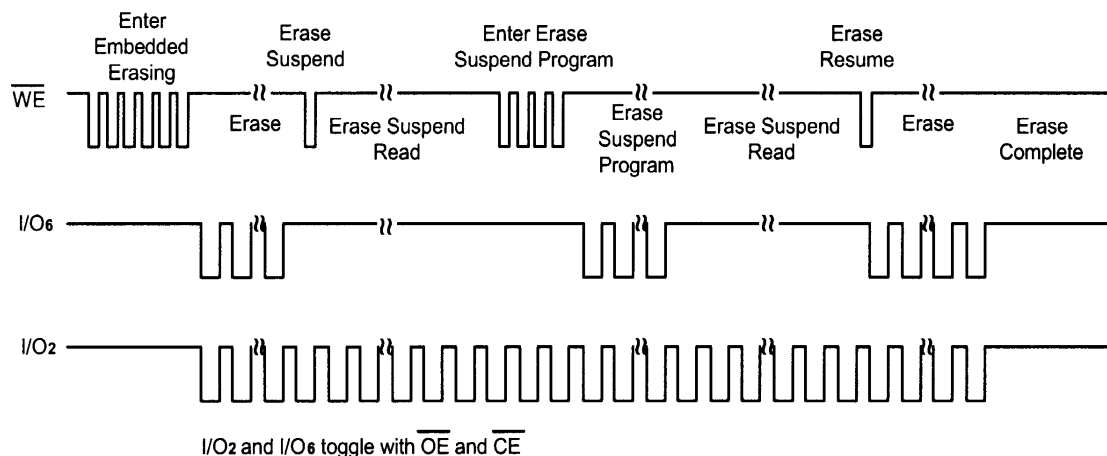 Enter
Embedded
Erasing
Erase
Suspend
Enter Erase
Suspend Program
Erase
Resume
WE
Erase
Erase Suspend
Read
Erase
Suspend
Program
Erase Suspend
Read
Erase
Erase
Complete
I/O6
I/O2
I/O2 and I/O6 toggle with OE and CE